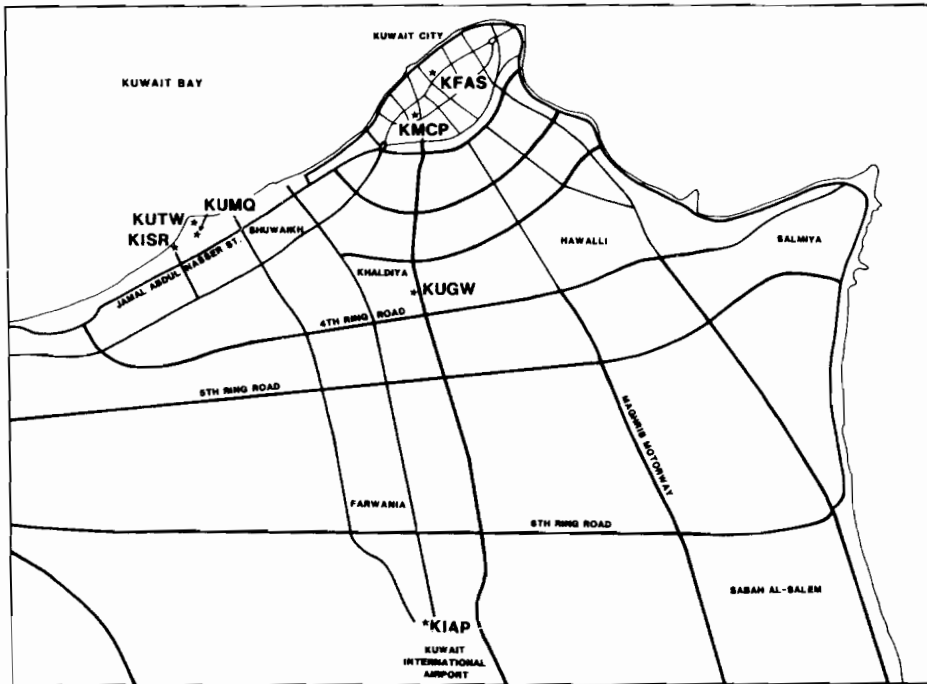 KUWAIT CITY
KUWAIT BAY
KFAS
KMCP
KUMQ
KUTW
SHUWAIKH
KISR
HAWALLI
SALMIYA
JAMAL ABDUL NASSER ST.
KHALDIYA
KUGW
4TH RING ROAD
5TH RING ROAD
MAGHRIB MOTORWAY
FARWANIA
6TH RING ROAD
SABAH AL-SALEM
KIAP
KUWAIT
INTERNATIONAL
AIRPORT